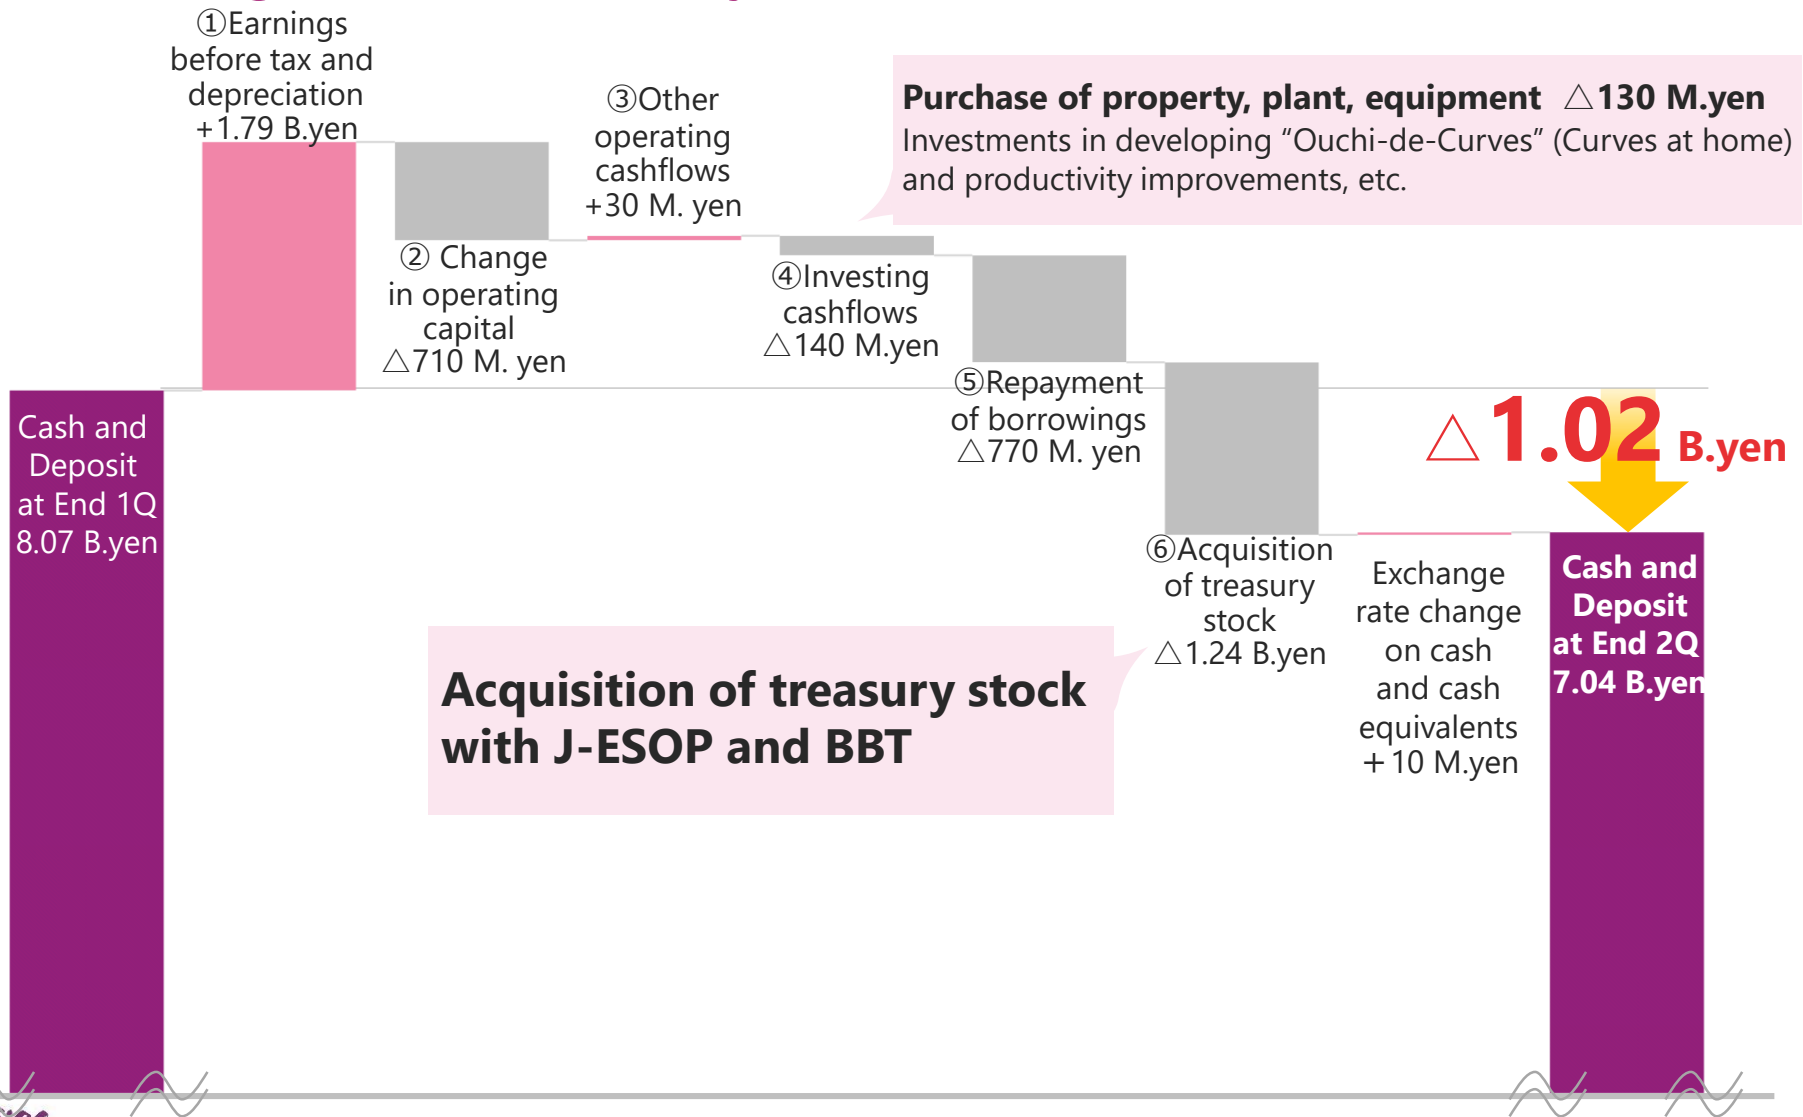 ①Earnings
before tax and
depreciation
+1.79 B.yen
② Change
in operating
capital
△710 M. yen
③Other
operating
cashflows
+30 M. yen
Purchase of property, plant, equipment △130 M.yen
Investments in developing “Ouchi-de-Curves” (Curves at home)
and productivity improvements, etc.
④Investing
cashflows
△140 M.yen
⑤Repayment
of borrowings
△770 M. yen
△1.02 B.yen
Cash and
Deposit
at End 1Q
8.07 B.yen
⑥Acquisition
of treasury
stock
△1.24 B.yen
Acquisition of treasury stock
with J-ESOP and BBT
Exchange
rate change
on cash
and cash
equivalents
+10 M.yen
Cash and
Deposit
at End 2Q
7.04 B.yen